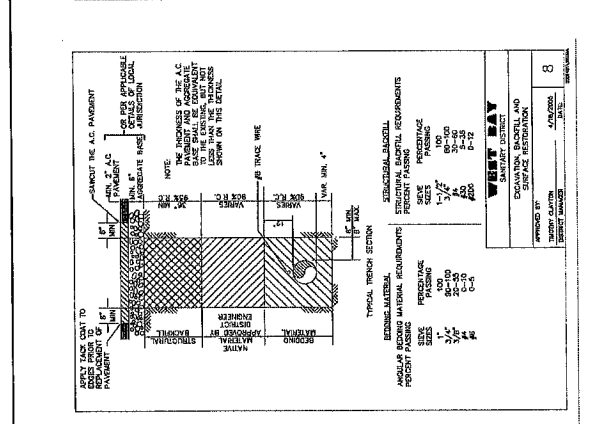 APPLY TACK COAT TO
EDGES PRIOR TO
REPLACEMENT OF
PAVEMENT
SAWCUT THE A.C. PAVEMENT
8"
MIN
8"
MIN
MIN. 2" A.C.
PAVEMENT
MIN. 6"
AGGREGATE BASE
OR PER APPLICABLE
DETAILS OF LOCAL
JURISDICTION
NOTE:
THE THICKNESS OF THE A.C.
PAVEMENT AND AGGREGATE
BASE SHALL BE EQUIVALENT
TO THE EXISTING, BUT NOT
LESS THAN THE THICKNESS
SHOWN ON THIS DETAIL
STRUCTURAL
BACKFILL
NATIVE
MATERIAL
APPROVED BY
DISTRICT
ENGINEER
BEDDING
MATERIAL
36" MIN
95% R.C.
VARIES
90% R.C.
VARIES
90% R.C.
#8 TRACE WIRE
12"
VAR. MIN. 4"
6" MIN
8" MAX
TYPICAL TRENCH SECTION
BEDDING MATERIAL
ANGULAR BEDDING MATERIAL REQUIREMENTS
PERCENT PASSING
SIEVE SIZES PERCENTAGE PASSING
1" 100
3/4" 90-100
3/8" 20-55
#4 0-10
0-5
STRUCTURAL BACKFILL
STRUCTURAL BACKFILL REQUIREMENTS
PERCENT PASSING
SIEVE SIZES PERCENTAGE PASSING
1-1/2" 100
3/4" 80-100
#4 30-60
5-35
#200 0-12
WEST BAY
SANITARY DISTRICT
EXCAVATION, BACKFILL AND
SURFACE RESTORATION
8
APPROVED BY:
TIMOTHY CLAYTON
DISTRICT MANAGER
DATE: